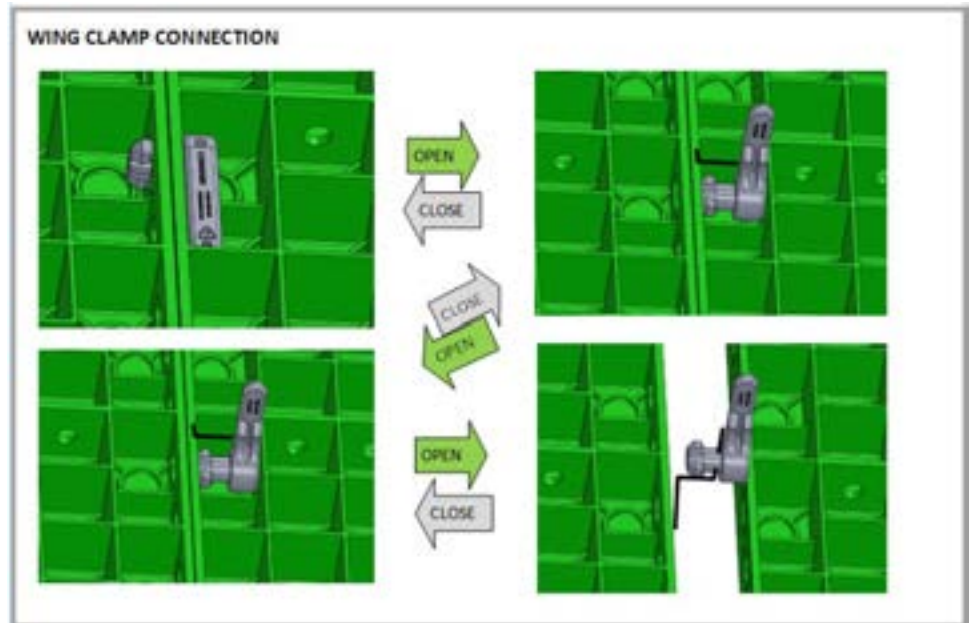 WING CLAMP CONNECTION
OPEN
CLOSE
CLOSE
OPEN
OPEN
CLOSE